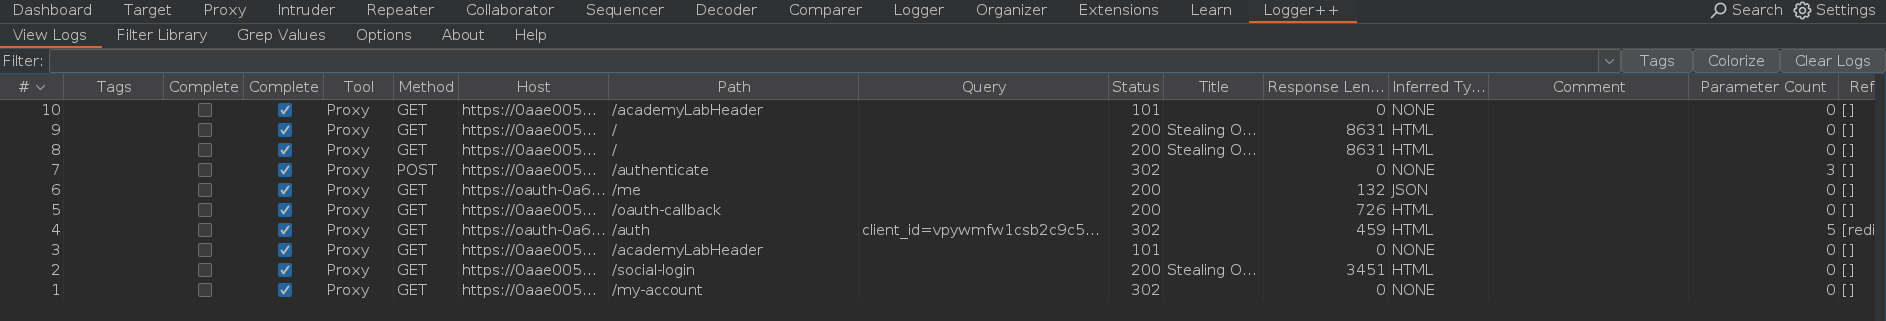 Dashboard Target Proxy Intruder Repeater Collaborator Sequencer Decoder Comparer Logger Organizer Extensions Learn Logger++ Search Settings
View Logs Filter Library Grep Values Options About Help
Filter: Tags Colorize Clear Logs
# Tags Complete Complete Tool Method Host Path Query Status Title Response Len... Inferred Ty... Comment Parameter Count Ref
10 Proxy GET https://0aae005... /academyLabHeader 101 0 NONE 0 []
9 Proxy GET https://0aae005... / 200 Stealing O... 8631 HTML 0 []
8 Proxy GET https://0aae005... / 200 Stealing O... 8631 HTML 0 []
7 Proxy POST https://0aae005... /authenticate 302 0 NONE 3 []
6 Proxy GET https://oauth-0a6... /me 200 132 JSON 0 []
5 Proxy GET https://0aae005... /oauth-callback 200 726 HTML 0 []
4 Proxy GET https://oauth-0a6... /auth client_id=vpywmfw1csb2c9c5... 302 459 HTML 5 [redi
3 Proxy GET https://0aae005... /academyLabHeader 101 0 NONE 0 []
2 Proxy GET https://0aae005... /social-login 200 Stealing O... 3451 HTML 0 []
1 Proxy GET https://0aae005... /my-account 302 0 NONE 0 []